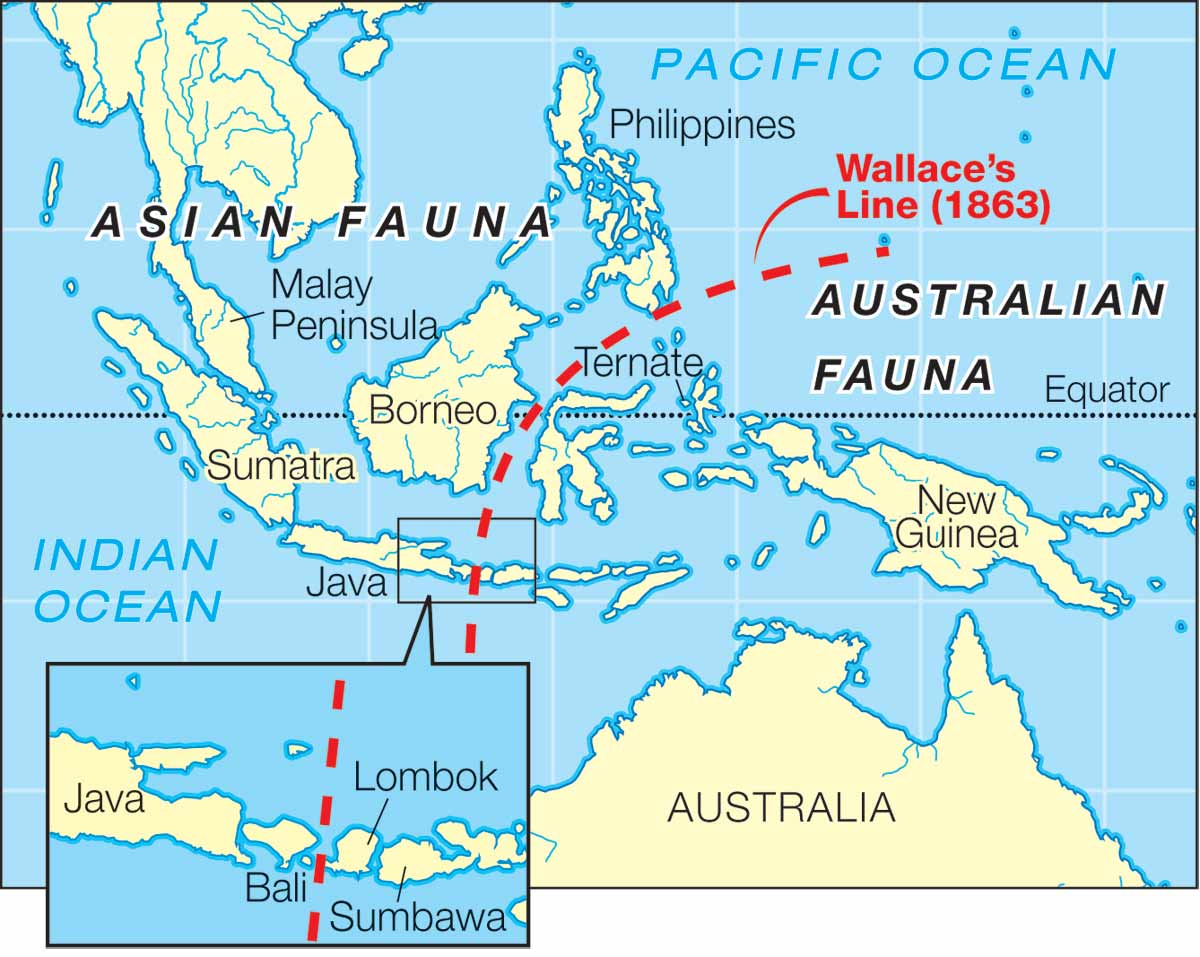 PACIFIC OCEAN
Philippines
Wallace's
Line (1863)
ASIAN FAUNA
Malay
Peninsula
AUSTRALIAN
FAUNA
Ternate
Equator
Borneo
Sumatra
New
Guinea
INDIAN
OCEAN
Java
AUSTRALIA
Lombok
Java
Bali
Sumbawa